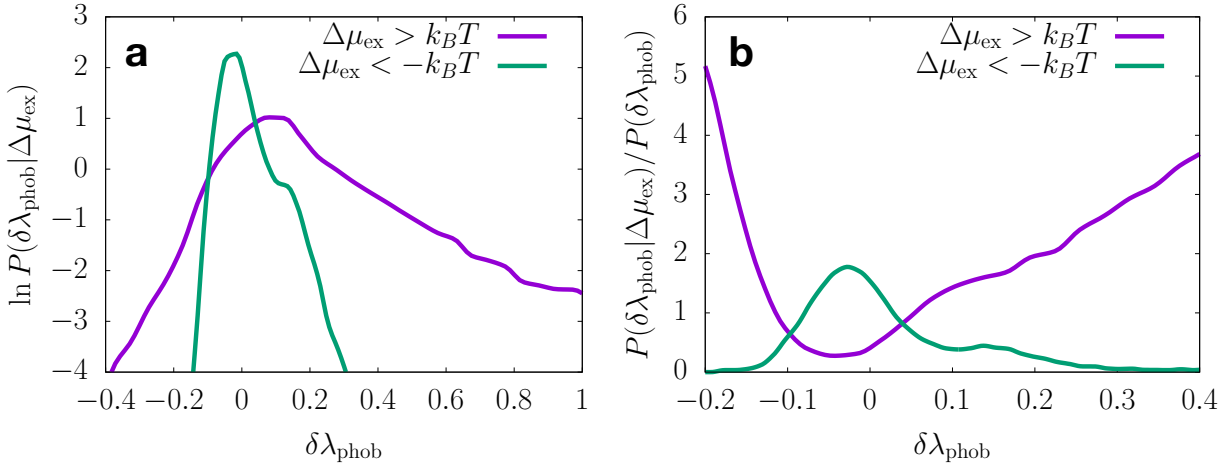 a
Δμex > kBT
Δμex < −kBT
ln P(δλphob|Δμex)
3
2
1
0
−1
−2
−3
−4
−0.4 −0.2 0 0.2 0.4 0.6 0.8 1
δλphob
b
Δμex > kBT
Δμex < −kBT
P(δλphob|Δμex)/P(δλphob)
6
5
4
3
2
1
0
−0.2 −0.1 0 0.1 0.2 0.3 0.4
δλphob